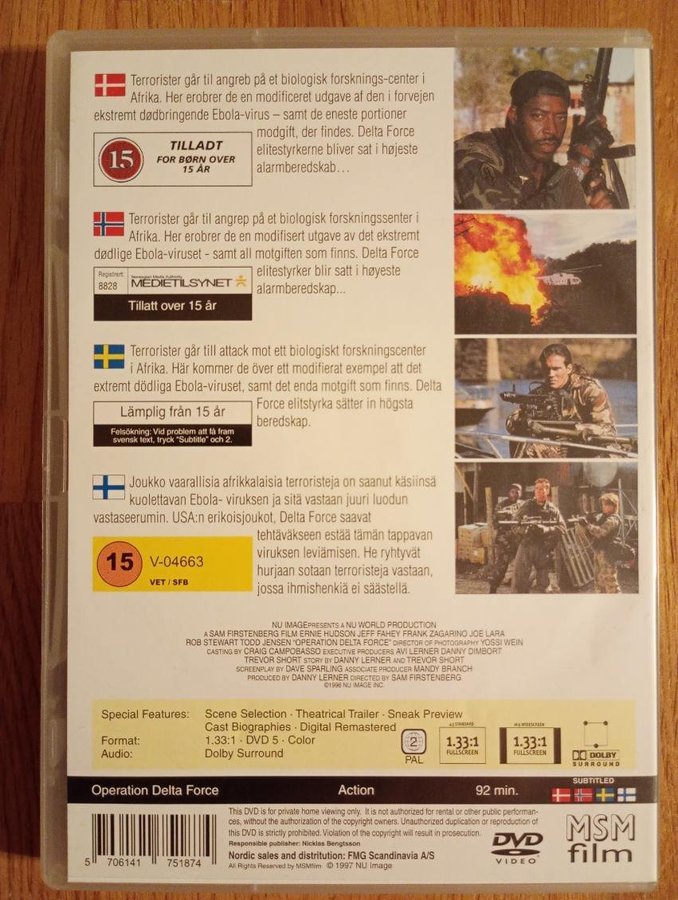 Terrorister går til angreb på et biologisk forsknings-center i
Afrika. Her erobrer de en modificeret udgave af den i forvejen
ekstremt dødbringende Ebola-virus – samt de eneste portioner
modgift, der findes. Delta Force
elitestyrkerne bliver sat i højeste
alarmberedskab…
15
TILLADT
FOR BØRN OVER
15 ÅR
Terrorister går til angrep på et biologisk forskningssenter i
Afrika. Her erobrer de en modifisert utgave av det ekstremt
dødlige Ebola-viruset - samt all motgiften som finns. Delta Force
elitestyrker blir satt i høyeste
alarmberedskap...
Registrert
8828
Norwegian Media Authority
MEDIETILSYNET
Tillatt over 15 år
Terrorister går till attack mot ett biologiskt forskningscenter
i Afrika. Här kommer de över ett modifierat exempel att det
extremt dödliga Ebola-viruset, samt det enda motgift som finns. Delta
Force elitstyrka sätter in högsta
beredskap.
Lämplig från 15 år
Felsökning: Vid problem att få fram
svensk text, tryck "Subtitle" och 2.
Joukko vaarallisia afrikkalaisia terroristeja on saanut käsiinsä
kuolettavan Ebola- viruksen ja sitä vastaan juuri luodun
vastaseerumin. USA:n erikoisjoukot, Delta Force saavat
tehtäväkseen estää tämän tappavan
viruksen leviämisen. He ryhtyvät
hurjaan sotaan terroristeja vastaan,
jossa ihmishenkiä ei säästellä.
15
V-04663
VET / SFB
NU IMAGE PRESENTS A NU WORLD PRODUCTION
A SAM FIRSTENBERG FILM ERNIE HUDSON JEFF FAHEY FRANK ZAGARINO JOE LARA
ROB STEWART TODD JENSEN "OPERATION DELTA FORCE" DIRECTOR OF PHOTOGRAPHY YOSSI WEIN
CASTING BY CRAIG CAMPOBASSO EXECUTIVE PRODUCERS AVI LERNER DANNY DIMBORT
TREVOR SHORT STORY BY DANNY LERNER AND TREVOR SHORT
SCREENPLAY BY DAVE SPARLING ASSOCIATE PRODUCER MANDY BRANCH
PRODUCED BY DANNY LERNER DIRECTED BY SAM FIRSTENBERG
©1996 NU IMAGE INC.
Special Features: Scene Selection · Theatrical Trailer · Sneak Preview
Cast Biographies · Digital Remastered
Format: 1.33:1 · DVD 5 · Color
Audio: Dolby Surround
2
PAL
4:3 STANDARD
1.33:1
FULLSCREEN
16:9 WIDESCREEN
1.33:1
FULLSCREEN
DOLBY
SURROUND
Operation Delta Force Action 92 min.
SUBTITLED
5 706141 751874
This DVD is for private home viewing only. It is not authorized for rental or other public performan-
ces, without the authorization of the copyright owners. Unauthorized duplication or reproduction of
this DVD is strictly prohibited. Violation of the copyright will result in prosecution.
Responsible publisher: Nicklas Bengtsson
Nordic sales and distritution: FMG Scandinavia A/S
All Rights Reserved by MSMfilm © 1997 NU Image
DVD
VIDEO
MSM
film